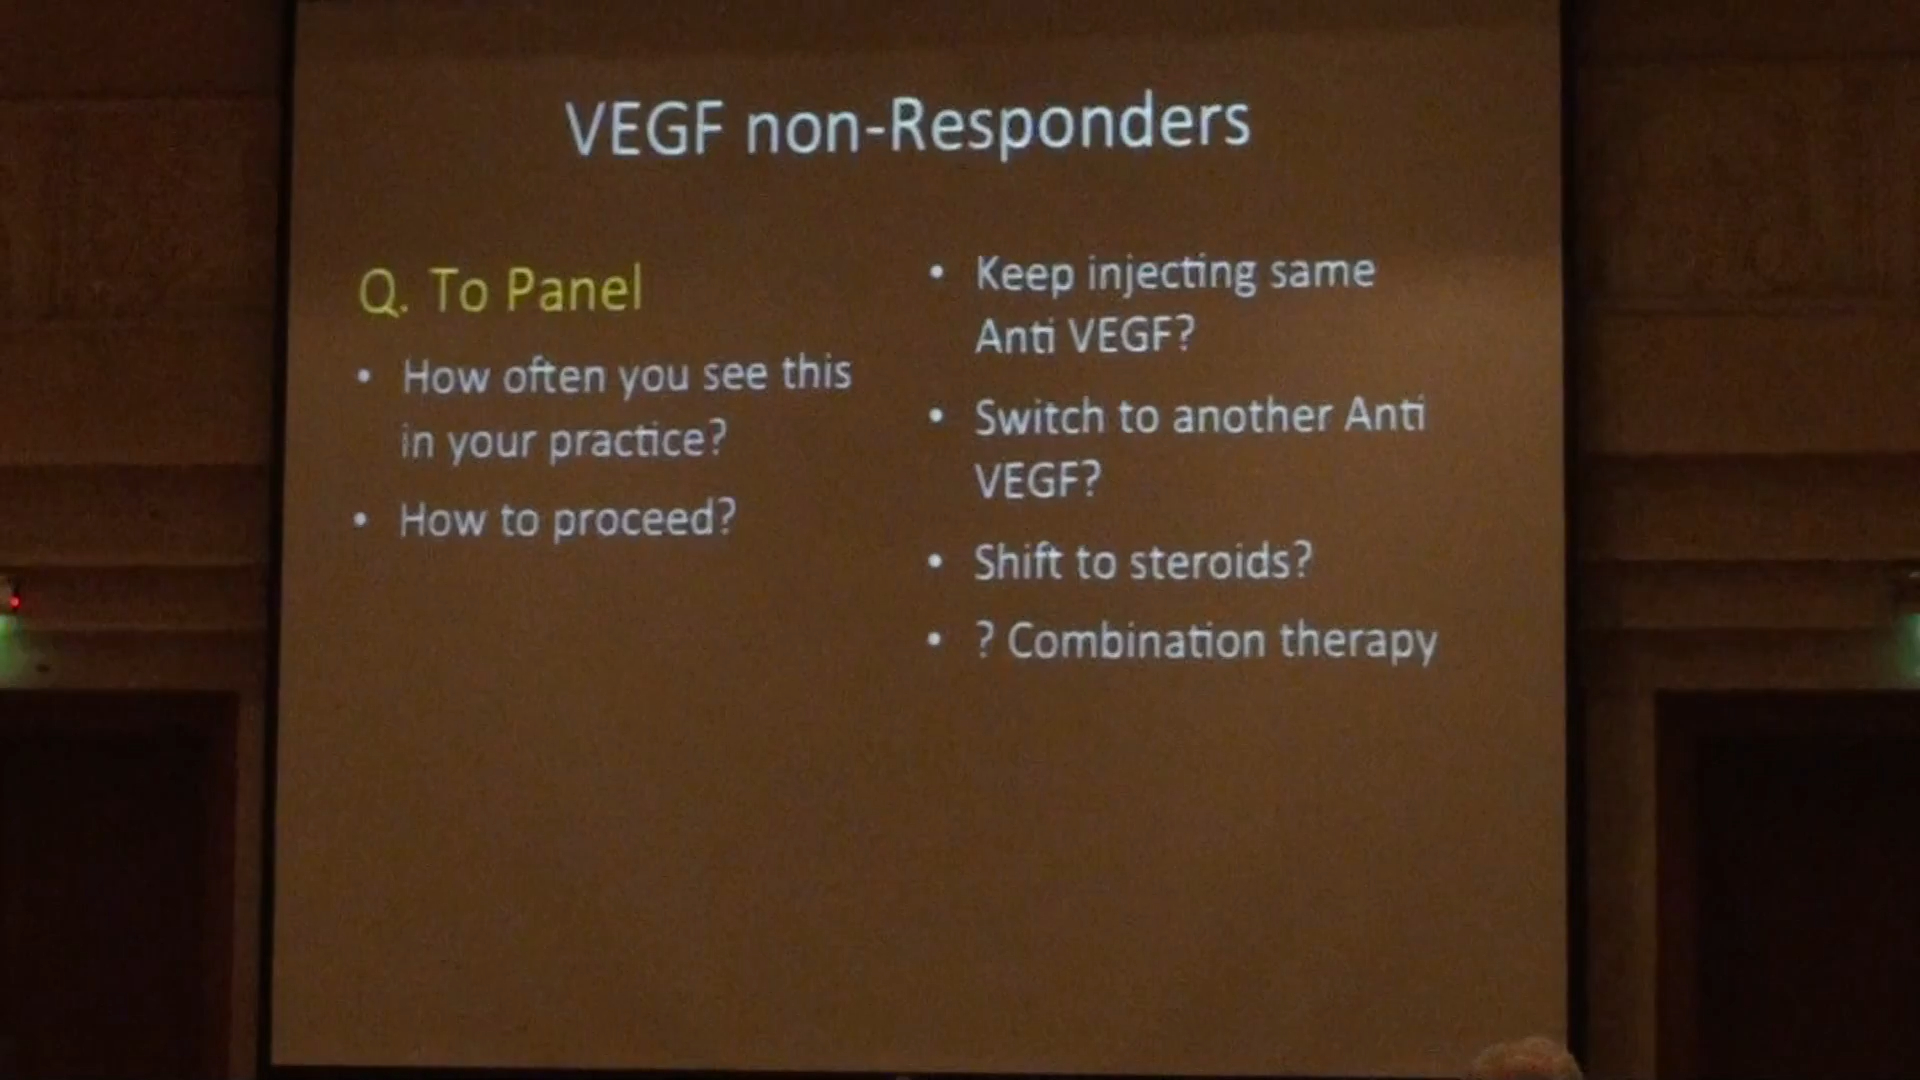 VEGF non-Responders
Q. To Panel
• How often you see this
in your practice?
• How to proceed?
• Keep injecting same
Anti VEGF?
• Switch to another Anti
VEGF?
• Shift to steroids?
• ? Combination therapy